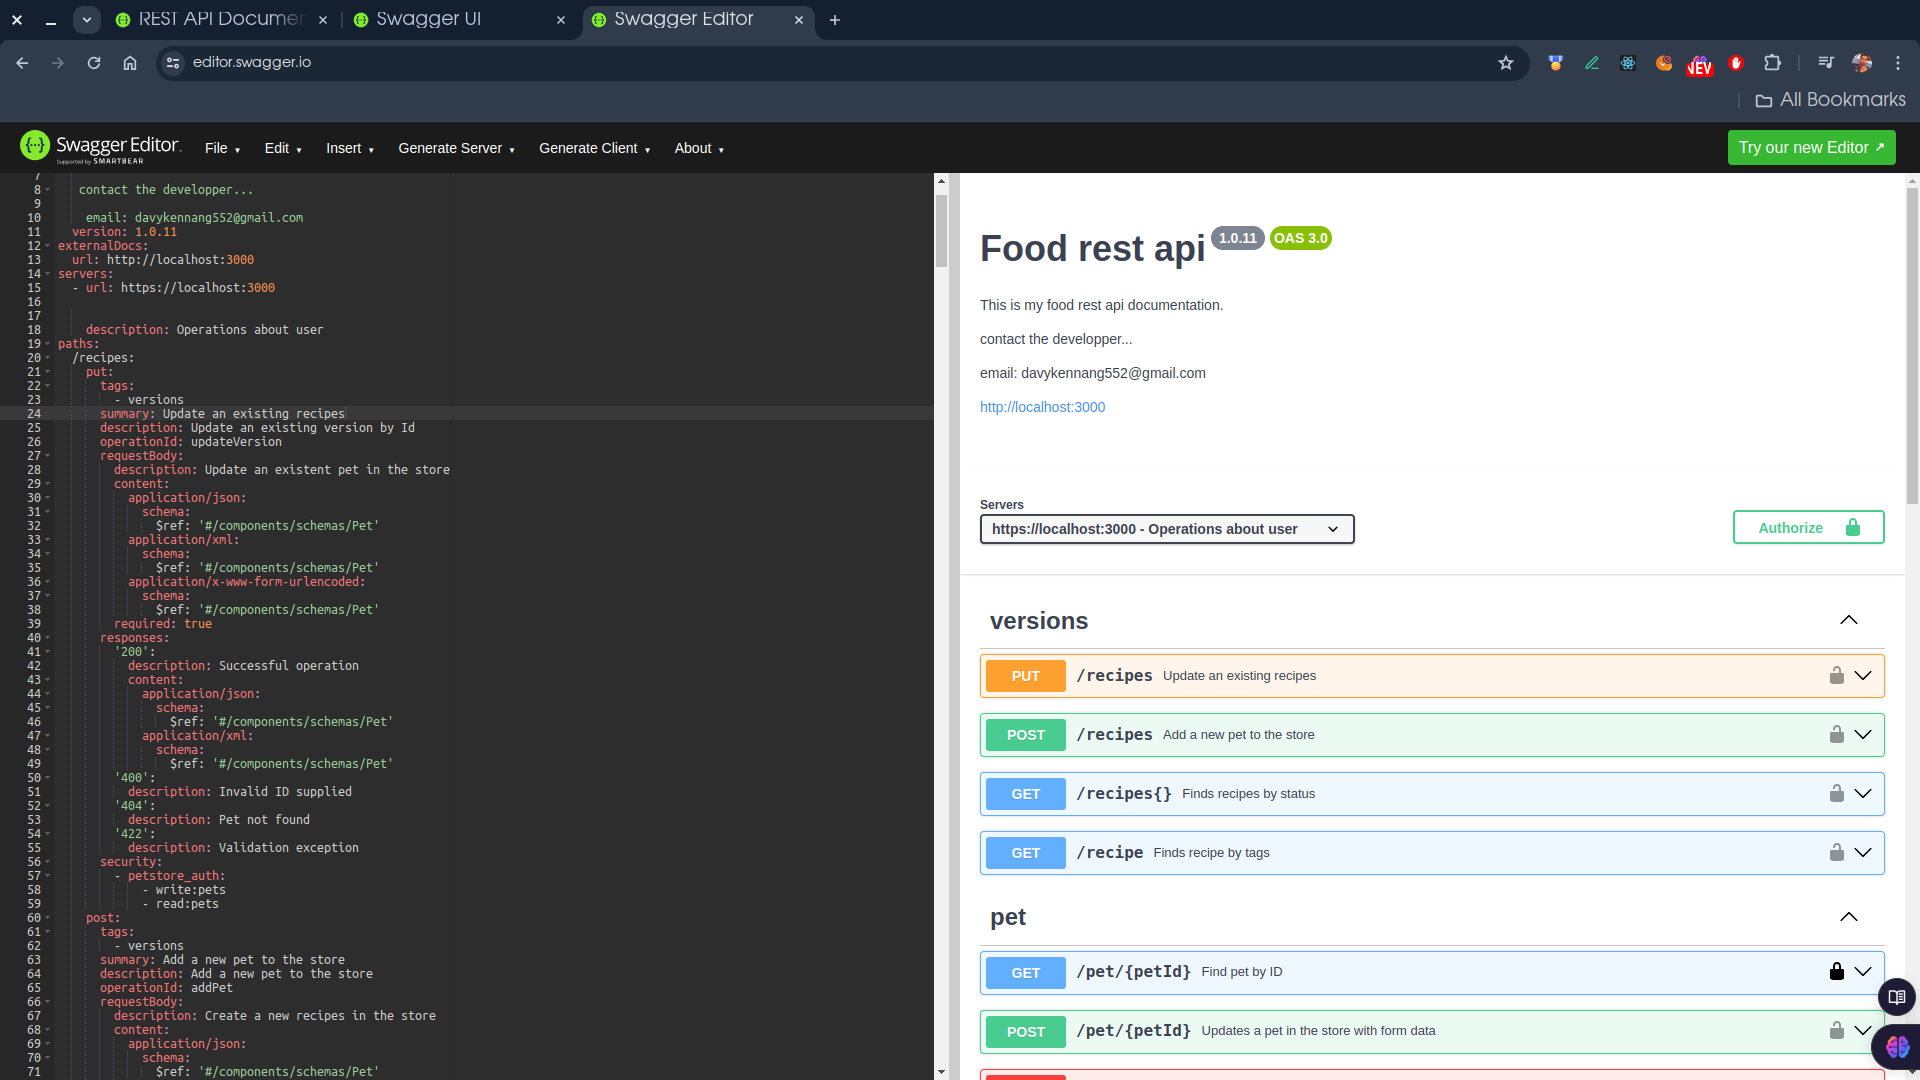 REST API Documen
Swagger UI
Swagger Editor
editor.swagger.io
NEV
All Bookmarks
Swagger Editor
Supported by SMARTBEAR
File
Edit
Insert
Generate Server
Generate Client
About
Try our new Editor
7
8 contact the developper...
9
10 email: davykennang552@gmail.com
11 version: 1.0.11
12 externalDocs:
13 url: http://localhost:3000
14 servers:
15 - url: https://localhost:3000
16
17
18 description: Operations about user
19 paths:
20 /recipes:
21 put:
22 tags:
23 - versions
24 summary: Update an existing recipes
25 description: Update an existing version by Id
26 operationId: updateVersion
27 requestBody:
28 description: Update an existent pet in the store
29 content:
30 application/json:
31 schema:
32 $ref: '#/components/schemas/Pet'
33 application/xml:
34 schema:
35 $ref: '#/components/schemas/Pet'
36 application/x-www-form-urlencoded:
37 schema:
38 $ref: '#/components/schemas/Pet'
39 required: true
40 responses:
41 '200':
42 description: Successful operation
43 content:
44 application/json:
45 schema:
46 $ref: '#/components/schemas/Pet'
47 application/xml:
48 schema:
49 $ref: '#/components/schemas/Pet'
50 '400':
51 description: Invalid ID supplied
52 '404':
53 description: Pet not found
54 '422':
55 description: Validation exception
56 security:
57 - petstore_auth:
58 - write:pets
59 - read:pets
60 post:
61 tags:
62 - versions
63 summary: Add a new pet to the store
64 description: Add a new pet to the store
65 operationId: addPet
66 requestBody:
67 description: Create a new recipes in the store
68 content:
69 application/json:
70 schema:
71 $ref: '#/components/schemas/Pet'
Food rest api 1.0.11 OAS 3.0
This is my food rest api documentation.
contact the developper...
email: davykennang552@gmail.com
http://localhost:3000
Servers
https://localhost:3000 - Operations about user
Authorize
versions
PUT /recipes Update an existing recipes
POST /recipes Add a new pet to the store
GET /recipes{} Finds recipes by status
GET /recipe Finds recipe by tags
pet
GET /pet/{petId} Find pet by ID
POST /pet/{petId} Updates a pet in the store with form data